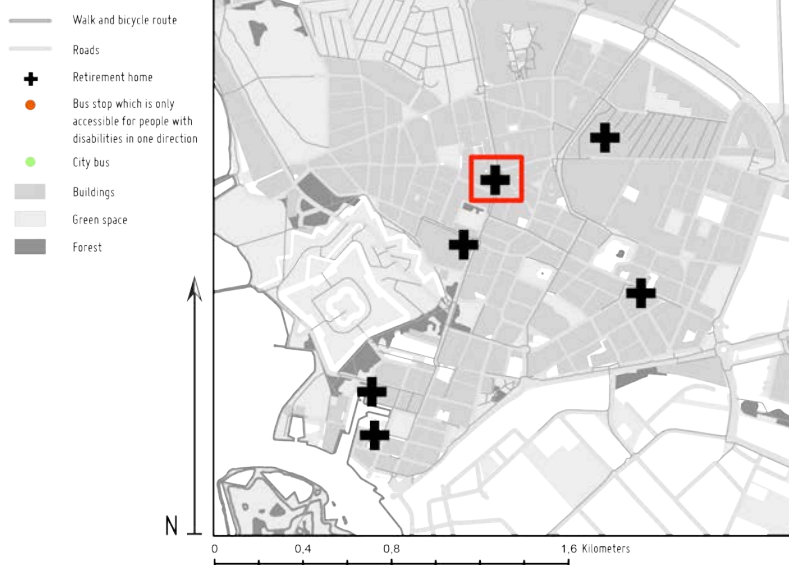 Walk and bicycle route
Roads
Retirement home
Bus stop which is only
accessible for people with
disabilities in one direction
City bus
Buildings
Green space
Forest
N
0 0,4 0,8 1,6 Kilometers